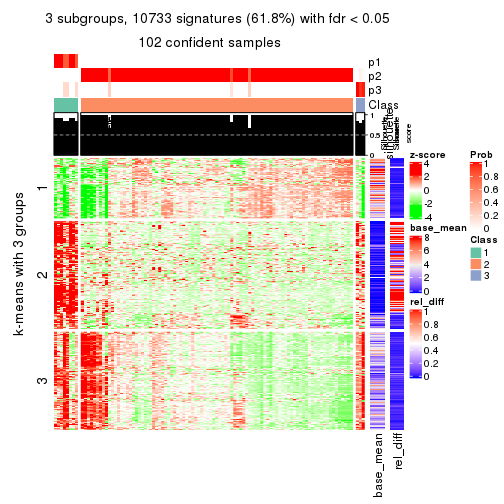 3 subgroups, 10733 signatures (61.8%) with fdr < 0.05
102 confident samples
p1
p2
p3
Class
1
0.5
0
silhouette
score
k-means with 3 groups
1
2
3
base_mean
rel_diff
z-score
4
2
0
-2
-4
base_mean
8
6
4
2
0
rel_diff
1
0.8
0.6
0.4
0.2
0
Prob
1
0.8
0.6
0.4
0.2
0
Class
1
2
3